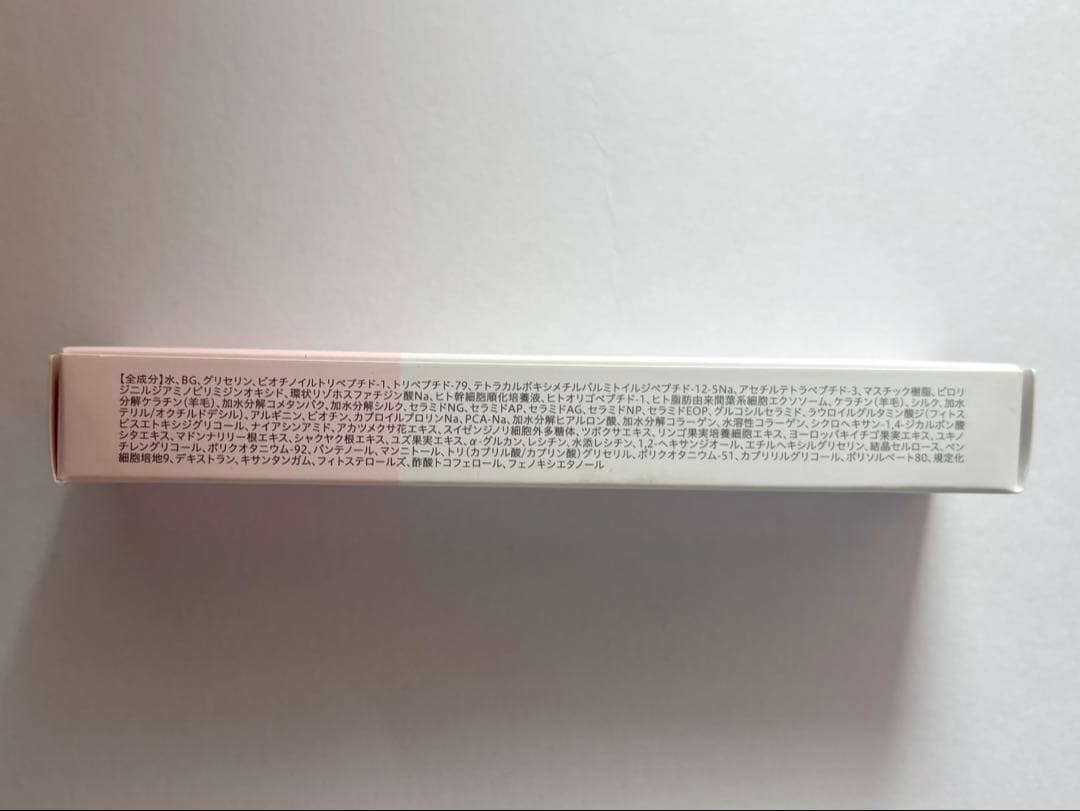 【全成分】水、BG、グリセリン、ビオチノイルトリペプチド-1、トリペプチド-79、テトラカルボキシメチルパルミトイルジペプチド-12-5Na、アセチルテトラペプチド-3、マスチック樹脂、ピロリ
ジニルジアミノピリミジンオキシド、環状リゾホスファチジン酸Na、ヒト幹細胞順化培養液、ヒトオリゴペプチド-1、ヒト脂肪由来間葉系細胞エクソソーム、ケラチン(羊毛)、シルク、加水
分解ケラチン(羊毛)、加水分解コメタンパク、加水分解シルク、セラミドNG、セラミドAP、セラミドAG、セラミドNP、セラミドEOP、グルコシルセラミド、ラウロイルグルタミン酸ジ(フィトス
テリル/オクチルドデシル)、アルギニン、ビオチン、カプロイルプロリンNa、PCA-Na、加水分解ヒアルロン酸、加水分解コラーゲン、水溶性コラーゲン、シクロヘキサン-1,4-ジカルボン酸
ビスエトキシジグリコール、ナイアシンアミド、アカツメクサ花エキス、スイゼンジノリ細胞外多糖体、ツボクサエキス、リンゴ果実培養細胞エキス、ヨーロッパキイチゴ果実エキス、ユキノ
シタエキス、マドンナリリー根エキス、シャクヤク根エキス、ユズ果実エキス、α-グルカン、レシチン、水添レシチン、1,2-ヘキサンジオール、エチルヘキシルグリセリン、結晶セルロース、ペン
チレングリコール、ポリクオタニウム-92、パンテノール、マンニトール、トリ(カプリル酸/カプリン酸)グリセリル、ポリクオタニウム-51、カプリリルグリコール、ポリソルベート80、規定化
細胞培地9、デキストラン、キサンタンガム、フィトステロールズ、酢酸トコフェロール、フェノキシエタノール